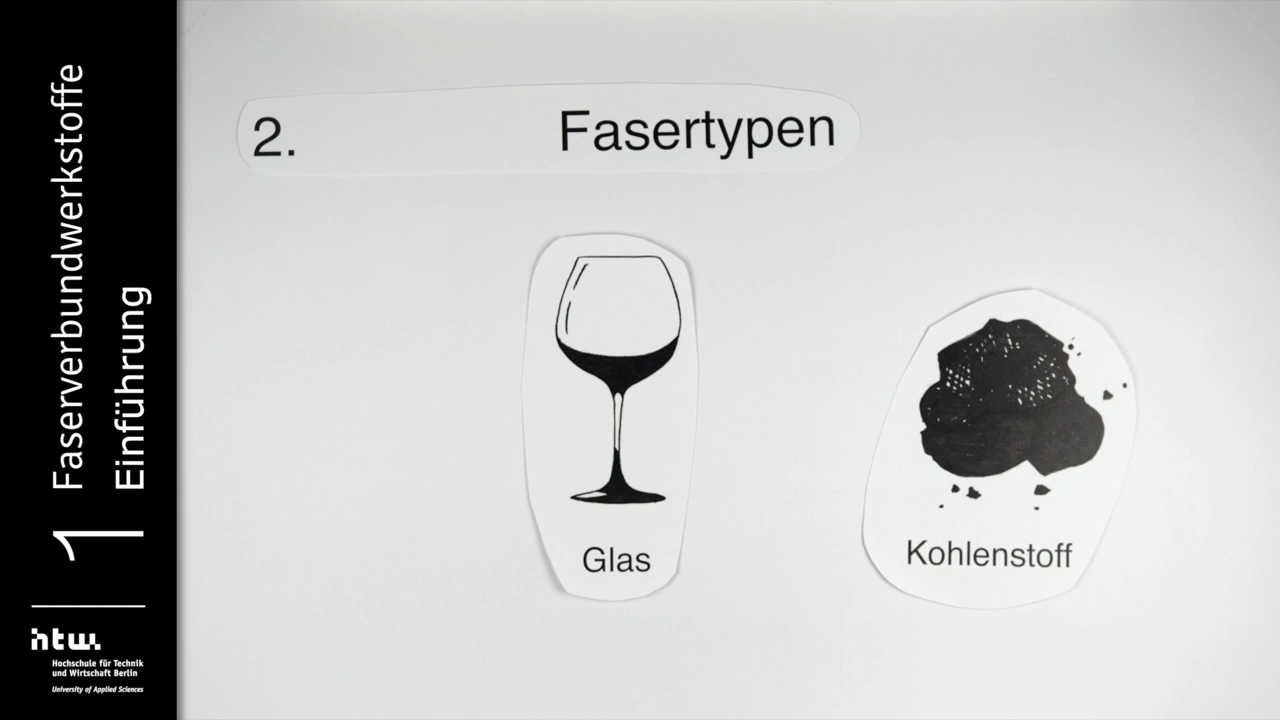 Faserverbundwerkstoffe
1 Einführung
htw.
Hochschule für Technik
und Wirtschaft Berlin
University of Applied Sciences
2. Fasertypen
Glas
Kohlenstoff